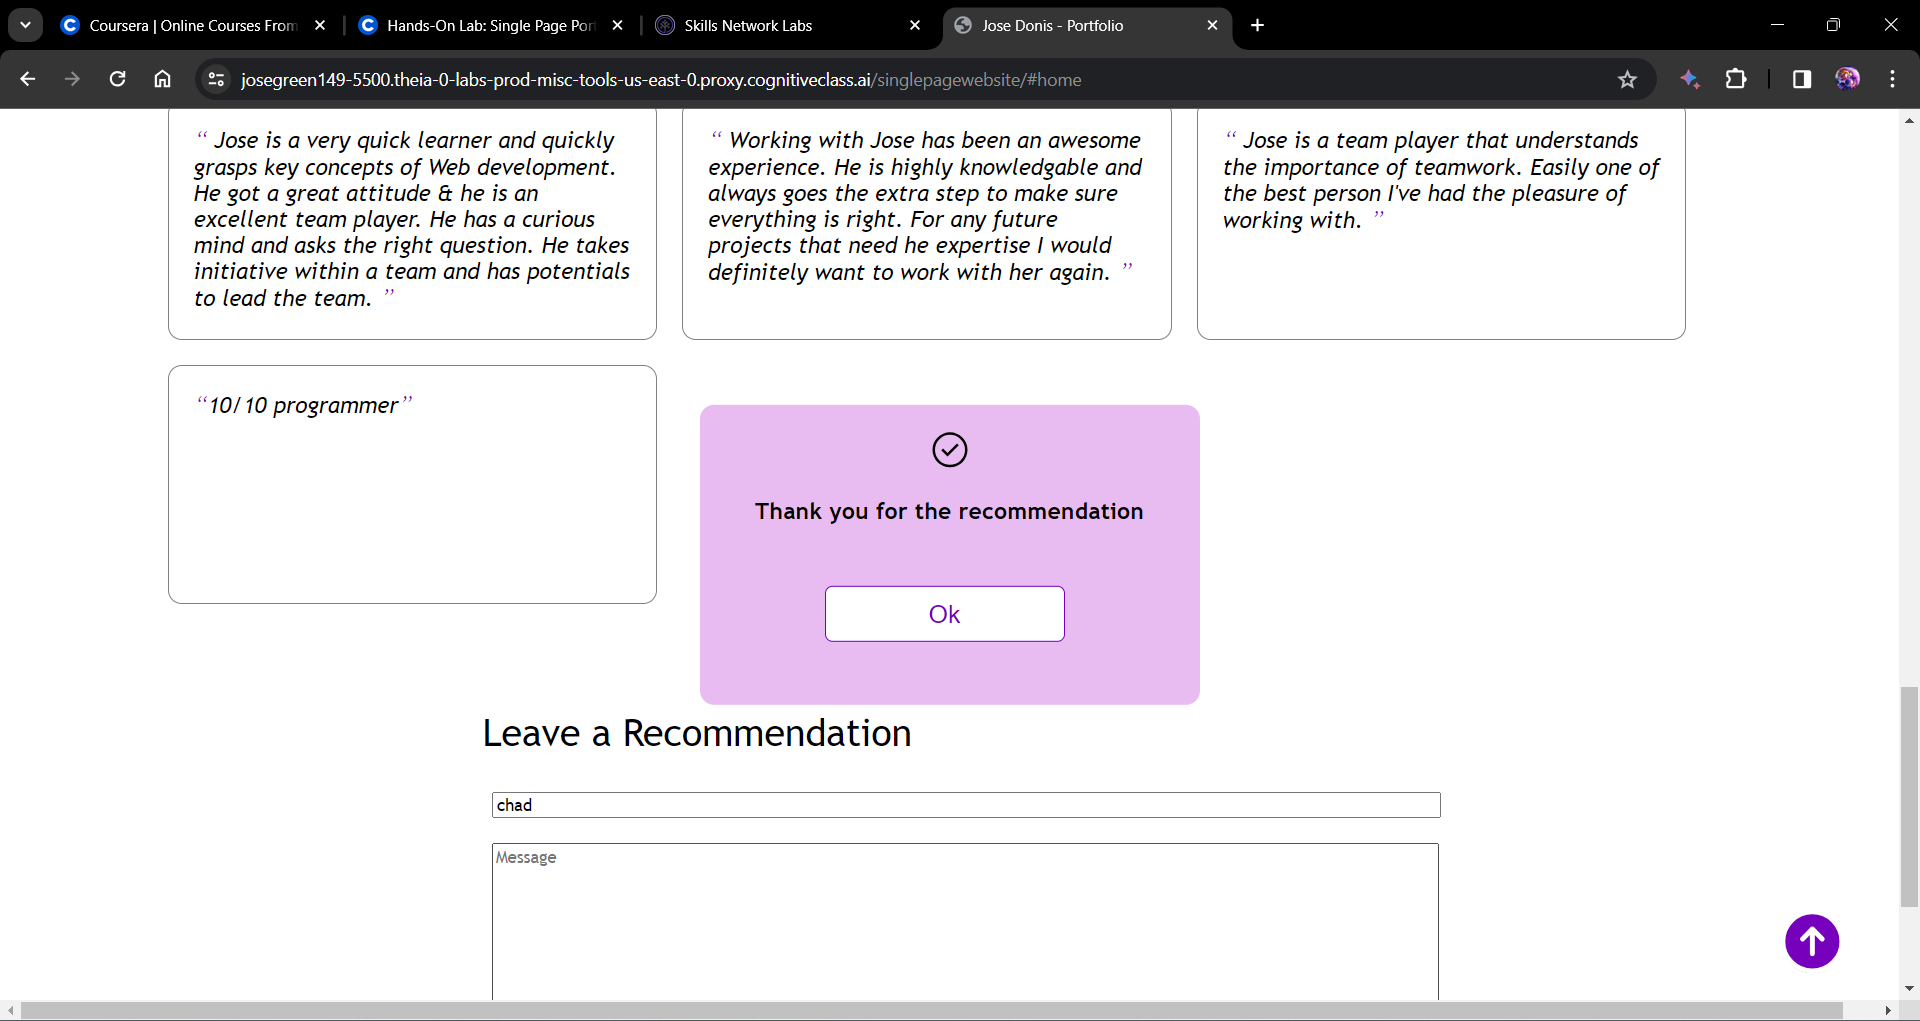 Coursera | Online Courses From
Hands-On Lab: Single Page Por
Skills Network Labs
Jose Donis - Portfolio
josegreen149-5500.theia-0-labs-prod-misc-tools-us-east-0.proxy.cognitiveclass.ai/singlepagewebsite/#home
“ Jose is a very quick learner and quickly
grasps key concepts of Web development.
He got a great attitude & he is an
excellent team player. He has a curious
mind and asks the right question. He takes
initiative within a team and has potentials
to lead the team. ”
“ Working with Jose has been an awesome
experience. He is highly knowledgable and
always goes the extra step to make sure
everything is right. For any future
projects that need he expertise I would
definitely want to work with her again. ”
“ Jose is a team player that understands
the importance of teamwork. Easily one of
the best person I've had the pleasure of
working with. ”
“10/10 programmer”
Thank you for the recommendation
Ok
Leave a Recommendation
chad
Message